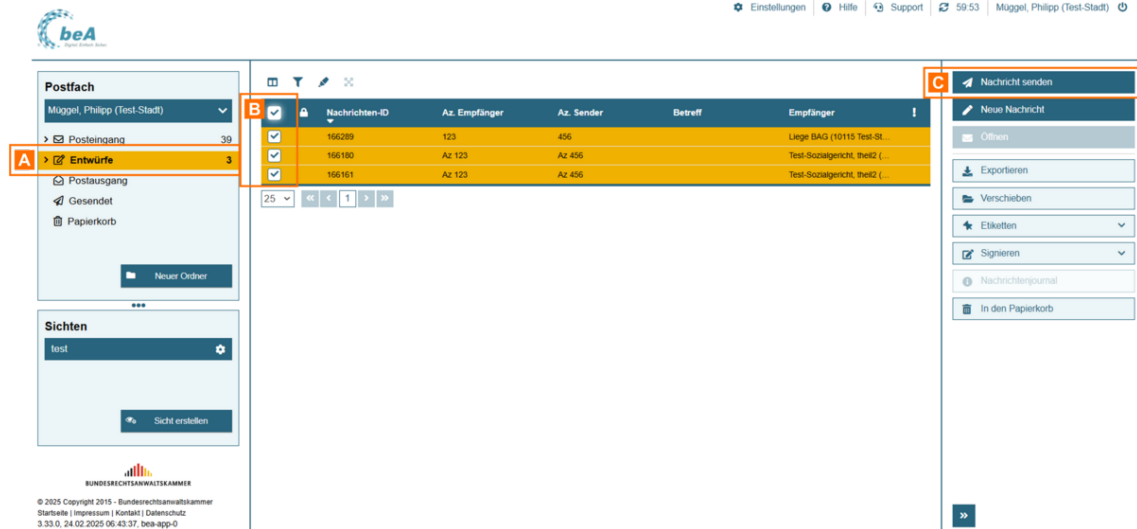 Einstellungen Hilfe Support 59:53 Müggel, Philipp (Test-Stadt)
beA
Digital. Einfach. Sicher.
Postfach
Müggel, Philipp (Test-Stadt)
Posteingang 39
A Entwürfe 3
Postausgang
Gesendet
Papierkorb
Neuer Ordner
Sichten
test
Sicht erstellen
BUNDESRECHTSANWALTSKAMMER
© 2025 Copyright 2015 - Bundesrechtsanwaltskammer
Startseite | Impressum | Kontakt | Datenschutz
3.33.0, 24.02.2025 06:43:37, bea-app-0
B Nachrichten-ID Az. Empfänger Az. Sender Betreff Empfänger !
166289 123 456 Liege BAG (10115 Test-St...
166180 Az 123 Az 456 Test-Sozialgericht, theil2 (...
166161 Az 123 Az 456 Test-Sozialgericht, theil2 (...
25 « < 1 > »
C Nachricht senden
Neue Nachricht
Öffnen
Exportieren
Verschieben
Etiketten
Signieren
Nachrichtenjournal
In den Papierkorb
»